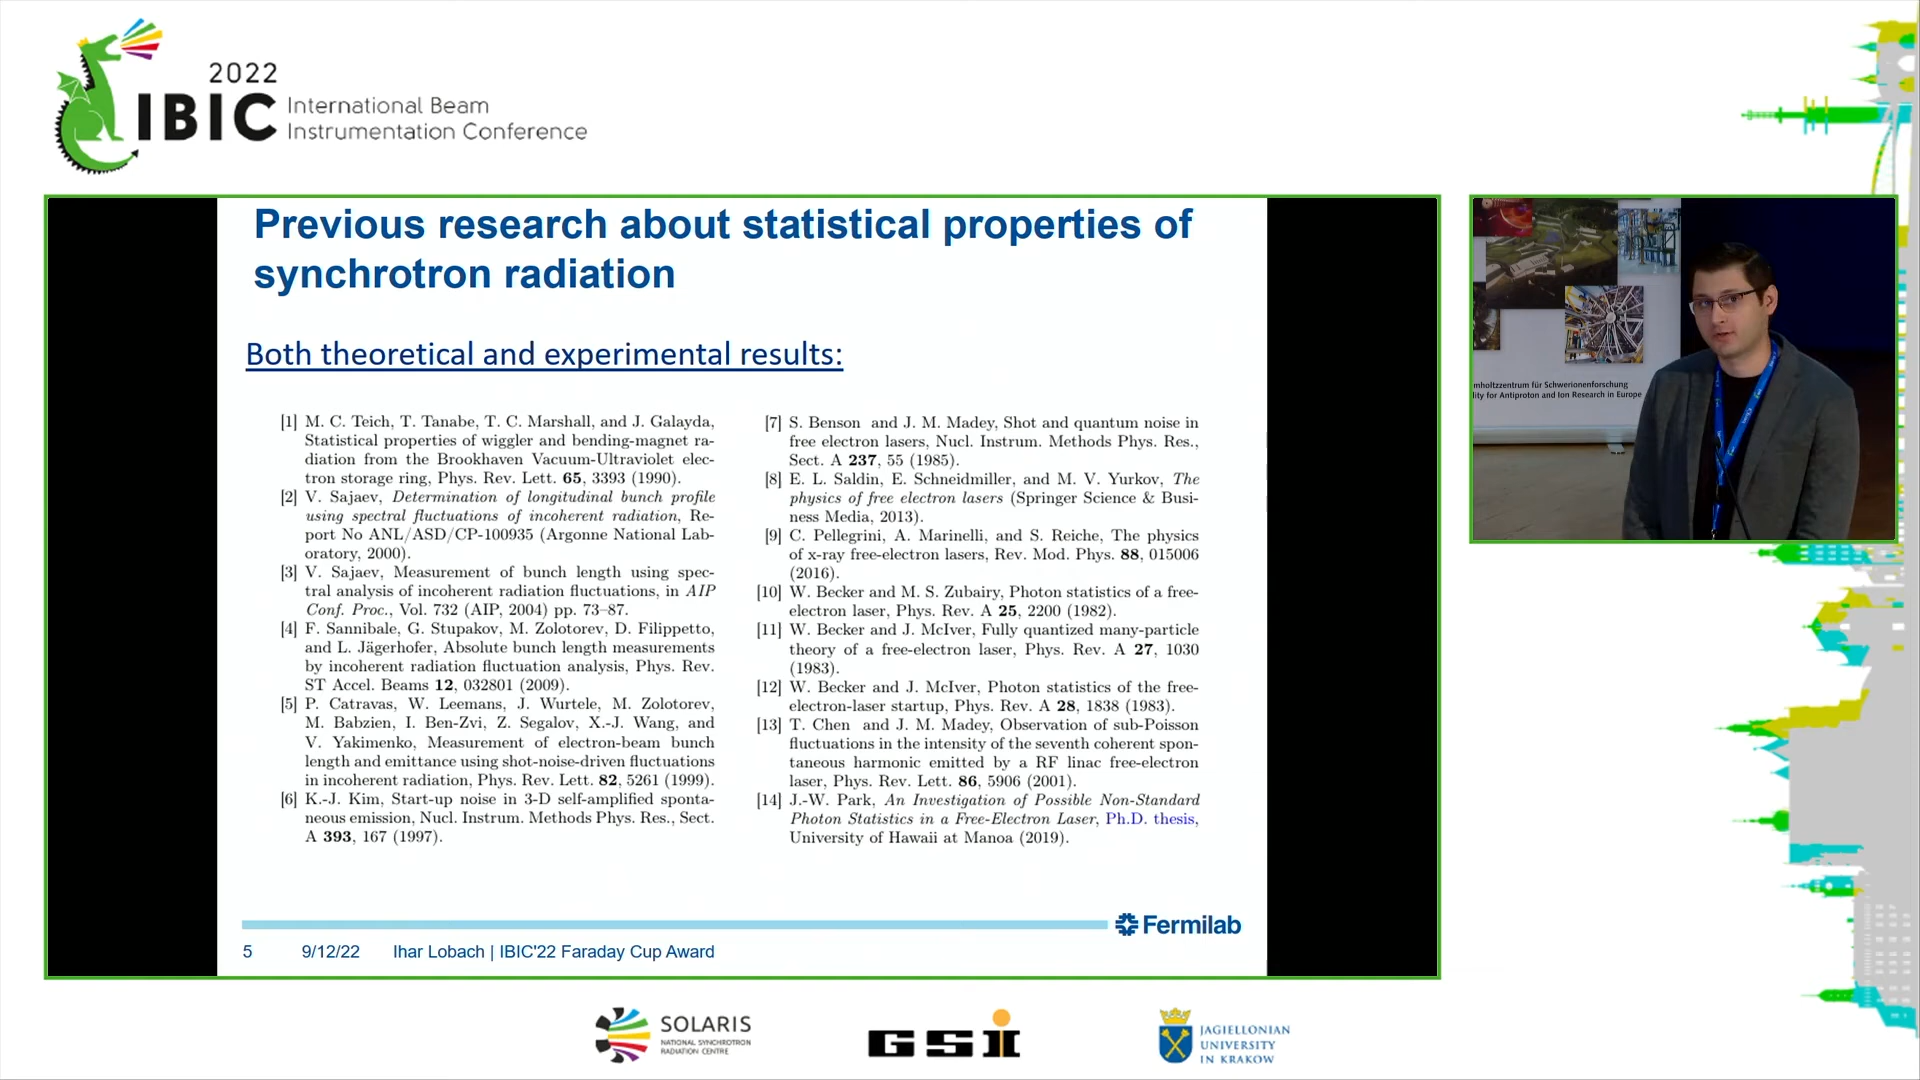 2022
IBIC
International Beam
Instrumentation Conference
Previous research about statistical properties of
synchrotron radiation
Both theoretical and experimental results:
[1] M. C. Teich, T. Tanabe, T. C. Marshall, and J. Galayda,
Statistical properties of wiggler and bending-magnet ra-
diation from the Brookhaven Vacuum-Ultraviolet elec-
tron storage ring, Phys. Rev. Lett. 65, 3393 (1990).
[2] V. Sajaev, Determination of longitudinal bunch profile
using spectral fluctuations of incoherent radiation, Re-
port No ANL/ASD/CP-100935 (Argonne National Lab-
oratory, 2000).
[3] V. Sajaev, Measurement of bunch length using spec-
tral analysis of incoherent radiation fluctuations, in AIP
Conf. Proc., Vol. 732 (AIP, 2004) pp. 73–87.
[4] F. Sannibale, G. Stupakov, M. Zolotorev, D. Filippetto,
and L. Jägerhofer, Absolute bunch length measurements
by incoherent radiation fluctuation analysis, Phys. Rev.
ST Accel. Beams 12, 032801 (2009).
[5] P. Catravas, W. Leemans, J. Wurtele, M. Zolotorev,
M. Babzien, I. Ben-Zvi, Z. Segalov, X.-J. Wang, and
V. Yakimenko, Measurement of electron-beam bunch
length and emittance using shot-noise-driven fluctuations
in incoherent radiation, Phys. Rev. Lett. 82, 5261 (1999).
[6] K.-J. Kim, Start-up noise in 3-D self-amplified sponta-
neous emission, Nucl. Instrum. Methods Phys. Res., Sect.
A 393, 167 (1997).
[7] S. Benson and J. M. Madey, Shot and quantum noise in
free electron lasers, Nucl. Instrum. Methods Phys. Res.,
Sect. A 237, 55 (1985).
[8] E. L. Saldin, E. Schneidmiller, and M. V. Yurkov, The
physics of free electron lasers (Springer Science & Busi-
ness Media, 2013).
[9] C. Pellegrini, A. Marinelli, and S. Reiche, The physics
of x-ray free-electron lasers, Rev. Mod. Phys. 88, 015006
(2016).
[10] W. Becker and M. S. Zubairy, Photon statistics of a free-
electron laser, Phys. Rev. A 25, 2200 (1982).
[11] W. Becker and J. McIver, Fully quantized many-particle
theory of a free-electron laser, Phys. Rev. A 27, 1030
(1983).
[12] W. Becker and J. McIver, Photon statistics of the free-
electron-laser startup, Phys. Rev. A 28, 1838 (1983).
[13] T. Chen and J. M. Madey, Observation of sub-Poisson
fluctuations in the intensity of the seventh coherent spon-
taneous harmonic emitted by a RF linac free-electron
laser, Phys. Rev. Lett. 86, 5906 (2001).
[14] J.-W. Park, An Investigation of Possible Non-Standard
Photon Statistics in a Free-Electron Laser, Ph.D. thesis,
University of Hawaii at Manoa (2019).
Fermilab
5 9/12/22 Ihar Lobach | IBIC'22 Faraday Cup Award
mholtzzentrum für Schwerionenforschung
lity for Antiproton and Ion Research in Europe
SOLARIS
NATIONAL SYNCHROTRON
RADIATION CENTRE
GSI
JAGIELLONIAN
UNIVERSITY
IN KRAKOW